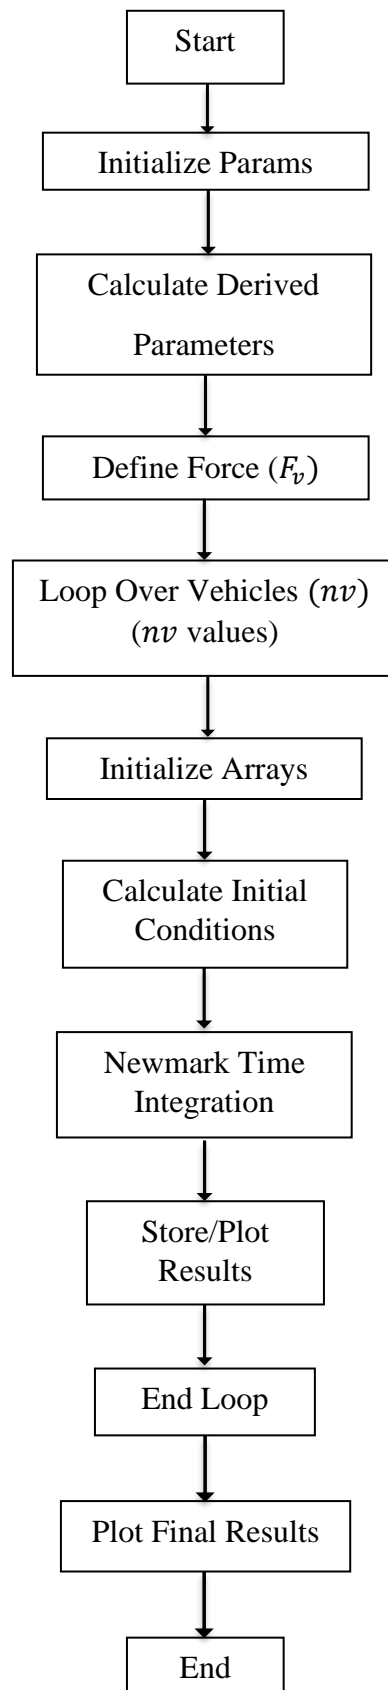 Start
Initialize Params
Calculate Derived
Parameters
Define Force (𝐹𝑣)
Loop Over Vehicles (𝑛𝑣)
(𝑛𝑣 values)
Initialize Arrays
Calculate Initial
Conditions
Newmark Time
Integration
Store/Plot
Results
End Loop
Plot Final Results
End